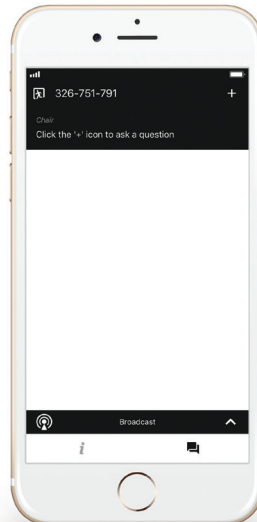 326-751-791 +
Chair
Click the '+' icon to ask a question
Broadcast
i